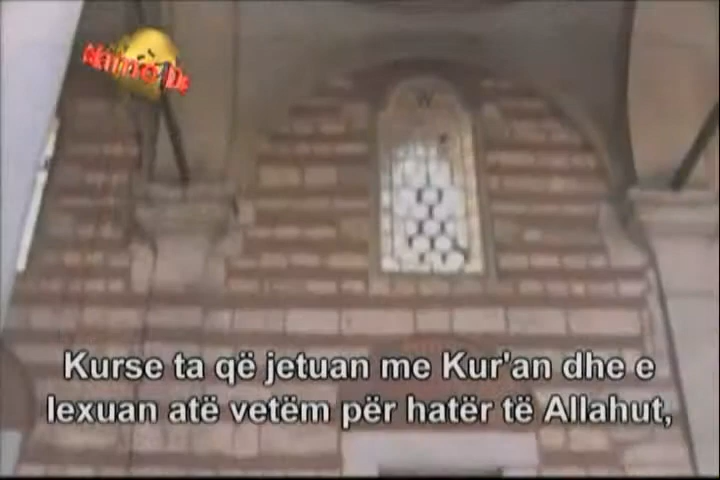 Kurse ta që jetuan me Kur'an dhe e
lexuan atë vetëm për hatër të Allahut,